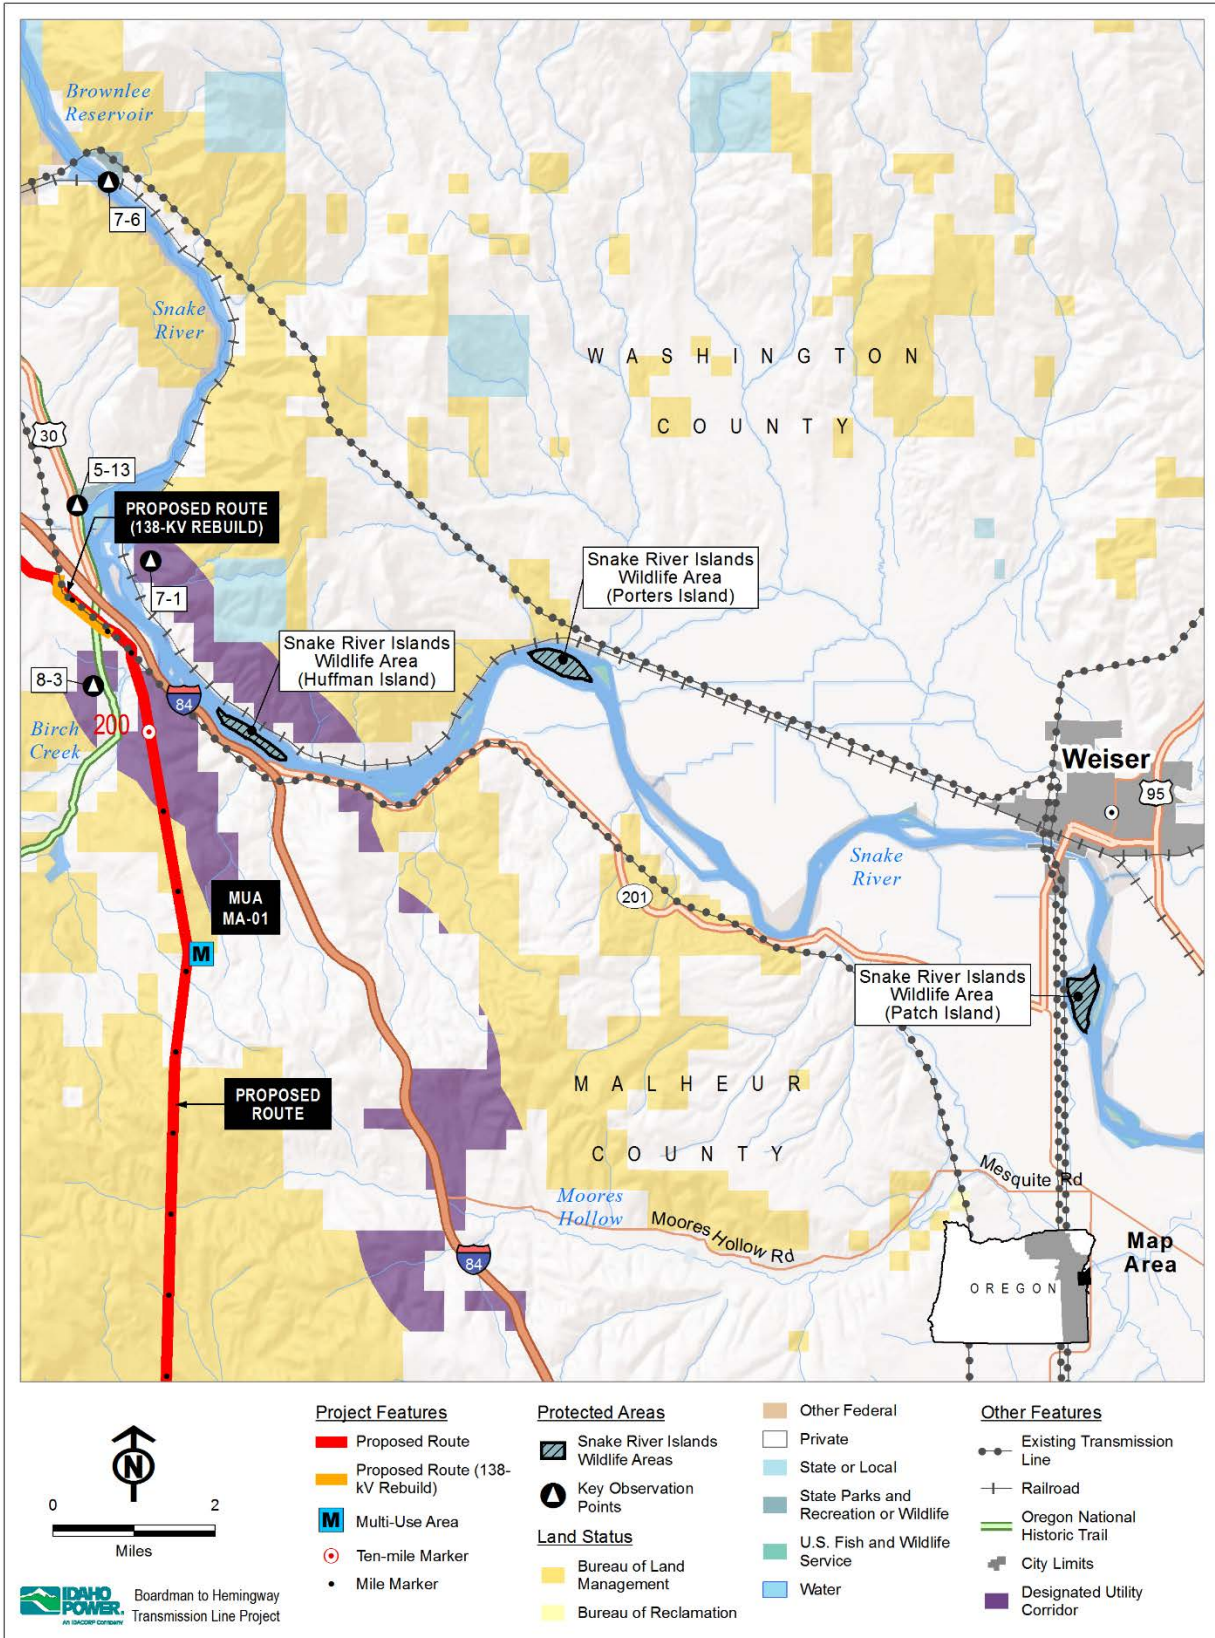 Brownlee
Reservoir
7-6
Snake
River
WASHINGTON
COUNTY
30
5-13
PROPOSED ROUTE
(138-KV REBUILD)
7-1
Snake River Islands
Wildlife Area
(Porters Island)
Snake River Islands
Wildlife Area
(Huffman Island)
8-3
84
Birch
Creek
200
Weiser
95
Snake
River
201
MUA
MA-01
M
Snake River Islands
Wildlife Area
(Patch Island)
PROPOSED
ROUTE
MALHEUR
COUNTY
Mesquite Rd
Moores
Hollow
Moores Hollow Rd
84
Map
Area
OREGON
N
0 2
Miles
IDAHO
POWER.
AN IDACORP COMPANY
Boardman to Hemingway
Transmission Line Project
Project Features
Proposed Route
Proposed Route (138-
kV Rebuild)
M Multi-Use Area
Ten-mile Marker
Mile Marker
Protected Areas
Snake River Islands
Wildlife Areas
Key Observation
Points
Land Status
Bureau of Land
Management
Bureau of Reclamation
Other Federal
Private
State or Local
State Parks and
Recreation or Wildlife
U.S. Fish and Wildlife
Service
Water
Other Features
Existing Transmission
Line
Railroad
Oregon National
Historic Trail
City Limits
Designated Utility
Corridor